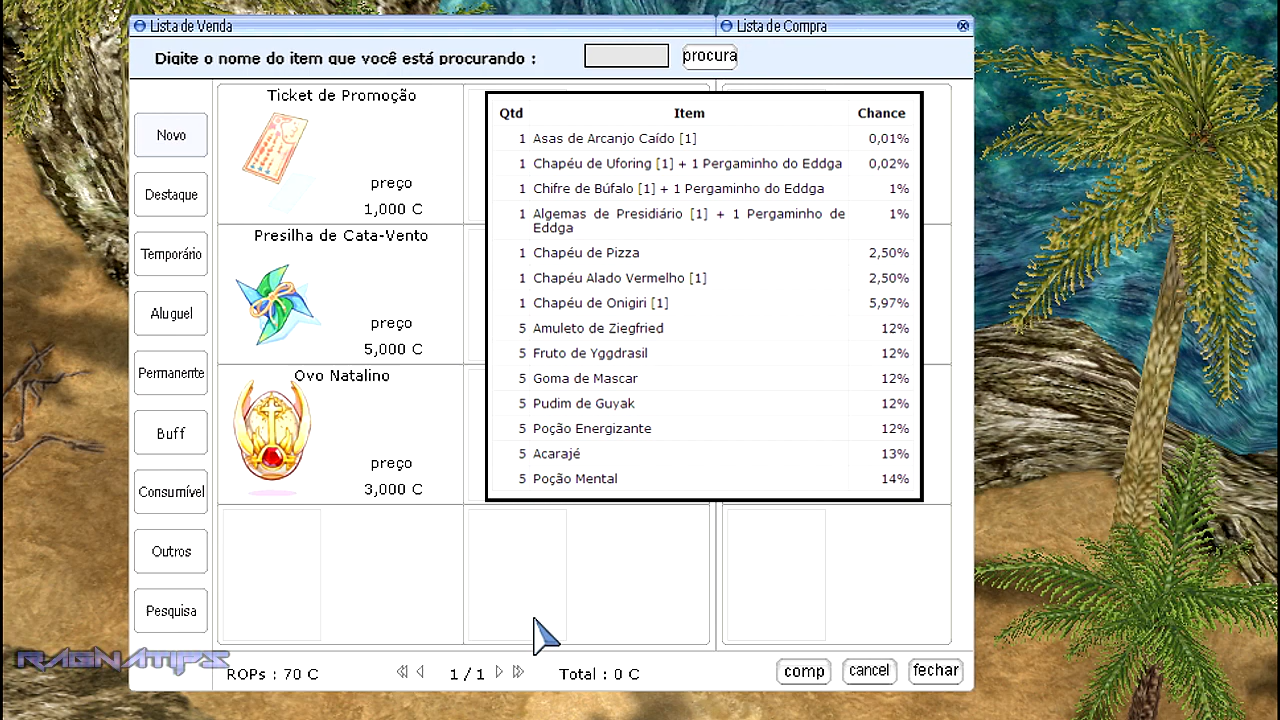 Lista de Venda
Lista de Compra
Digite o nome do item que você está procurando :
procura
Novo
Destaque
Temporário
Aluguel
Permanente
Buff
Consumível
Outros
Pesquisa
Ticket de Promoção
preço
1,000 C
Presilha de Cata-Vento
preço
5,000 C
Ovo Natalino
preço
3,000 C
Qtd Item Chance
1 Asas de Arcanjo Caído [1] 0,01%
1 Chapéu de Uforing [1] + 1 Pergaminho do Eddga 0,02%
1 Chifre de Búfalo [1] + 1 Pergaminho do Eddga 1%
1 Algemas de Presidiário [1] + 1 Pergaminho de 1%
Eddga
1 Chapéu de Pizza 2,50%
1 Chapéu Alado Vermelho [1] 2,50%
1 Chapéu de Onigiri [1] 5,97%
5 Amuleto de Ziegfried 12%
5 Fruto de Yggdrasil 12%
5 Goma de Mascar 12%
5 Pudim de Guyak 12%
5 Poção Energizante 12%
5 Acarajé 13%
5 Poção Mental 14%
RAGNATIPS
ROPs : 70 C
1 / 1
Total : 0 C
comp
cancel
fechar